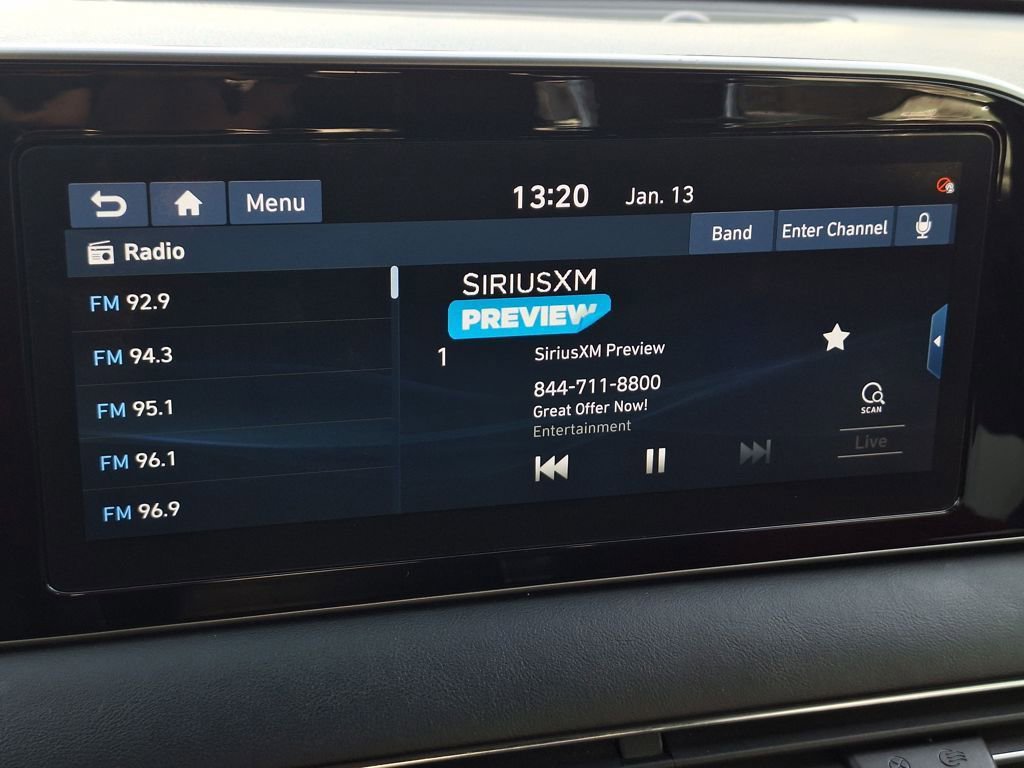 Menu
13:20
Jan. 13
Radio
Band
Enter Channel
FM 92.9
FM 94.3
FM 95.1
FM 96.1
FM 96.9
SIRIUSXM
PREVIEW
1
SiriusXM Preview
844-711-8800
Great Offer Now!
Entertainment
SCAN
Live